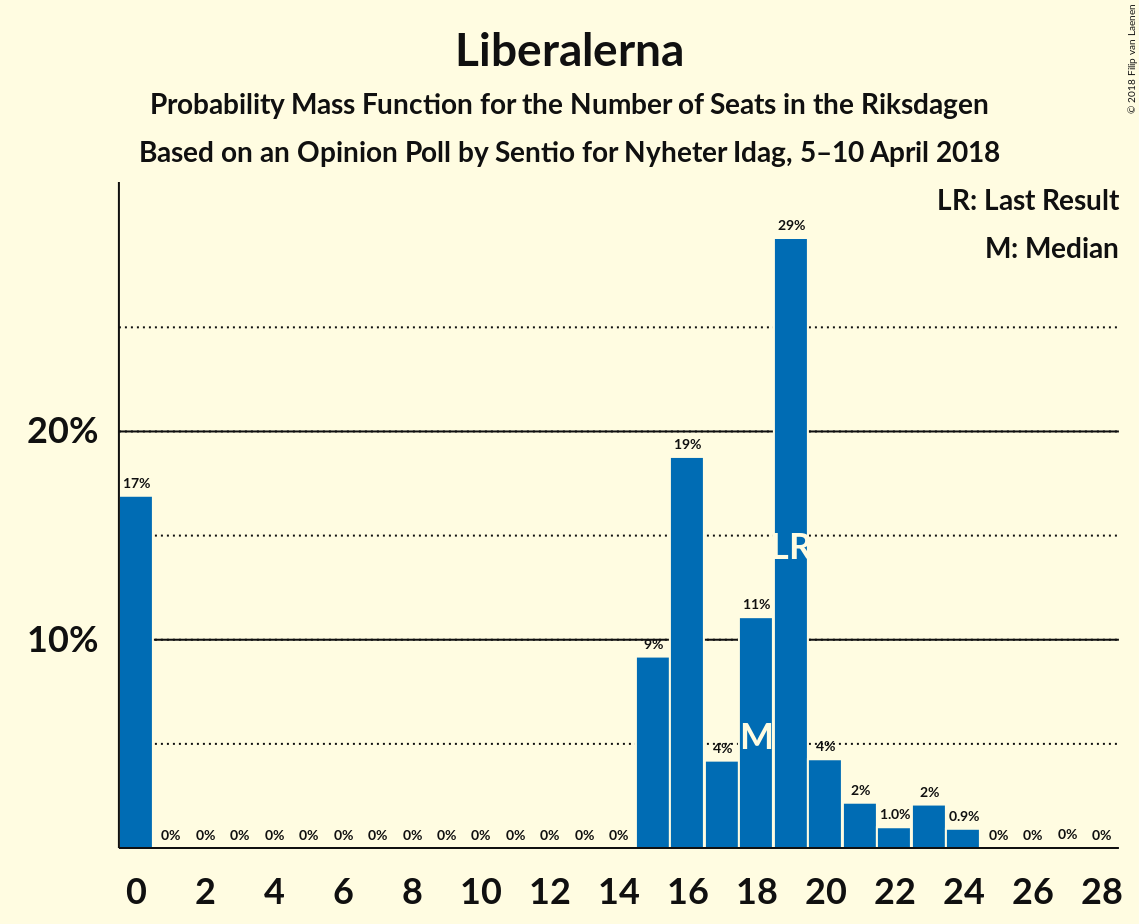 Liberalerna
Probability Mass Function for the Number of Seats in the Riksdagen
Based on an Opinion Poll by Sentio for Nyheter Idag, 5–10 April 2018
© 2018 Filip van Laenen
LR: Last Result
M: Median
29%
20%
19%
17%
LR
11%
10%
9%
M
4%
4%
2%
2%
1.0%
0.9%
0% 0% 0% 0% 0% 0% 0% 0% 0% 0% 0% 0% 0% 0% 0% 0% 0% 0%
0 2 4 6 8 10 12 14 16 18 20 22 24 26 28